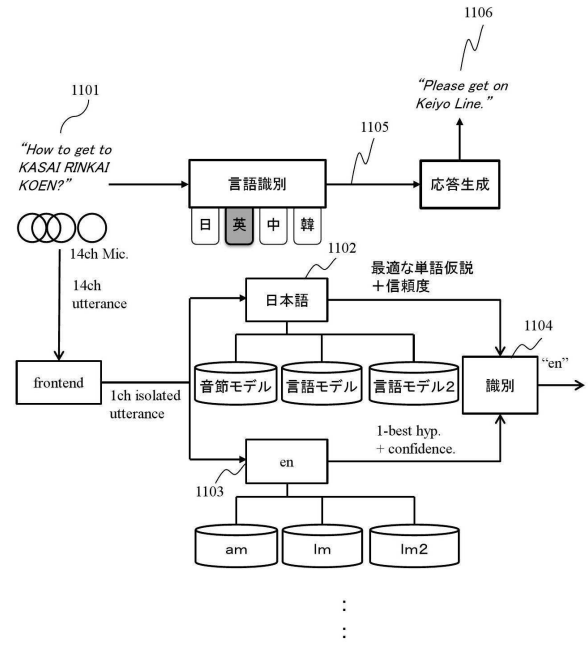 1106
“Please get on
Keiyo Line.”
1101
“How to get to
KASAI RINKAI
KOEN?”
1105
言語識別
応答生成
日 英 中 韓
14ch Mic.
14ch
utterance
1102
日本語
最適な単語仮説
＋信頼度
1104
frontend
1ch isolated
utterance
音節モデル
言語モデル
言語モデル2
識別
“en”
1-best hyp.
+ confidence.
en
1103
am
lm
lm2